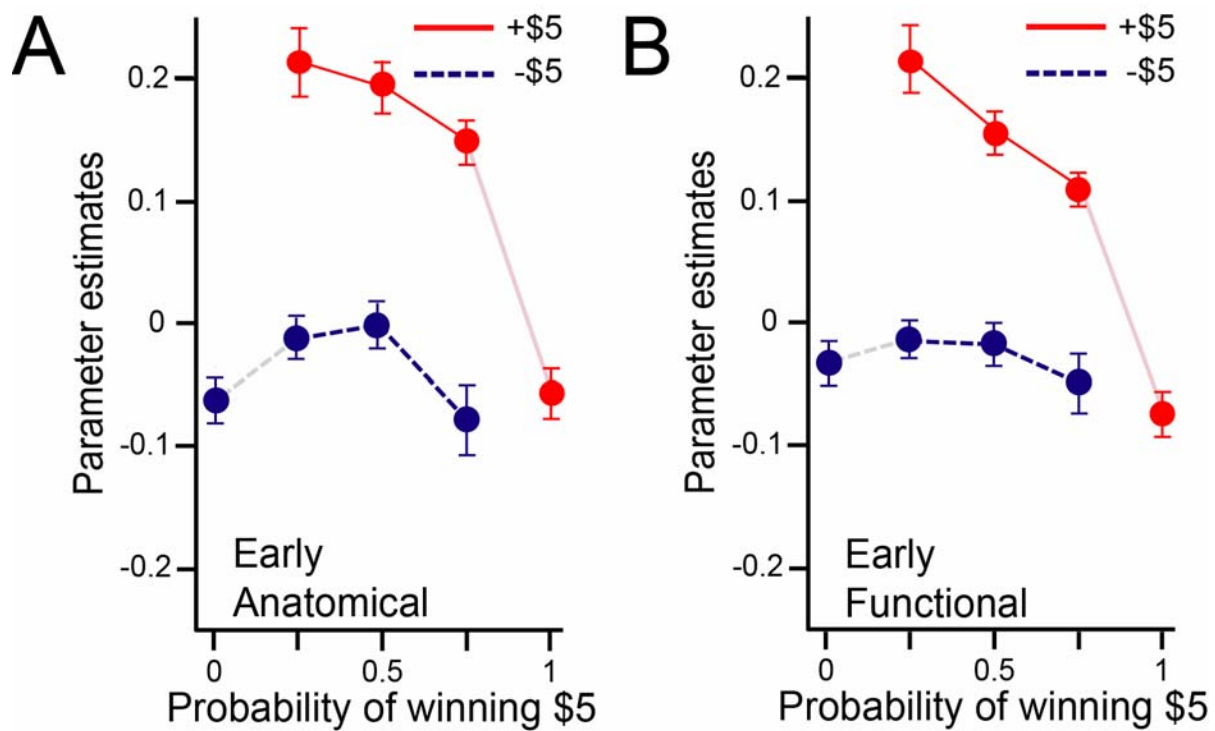 A
+$5
-$5
0.2
0.1
0
-0.1
-0.2
Parameter estimates
Early
Anatomical
0
0.5
1
Probability of winning $5
B
+$5
-$5
0.2
0.1
0
-0.1
-0.2
Parameter estimates
Early
Functional
0
0.5
1
Probability of winning $5